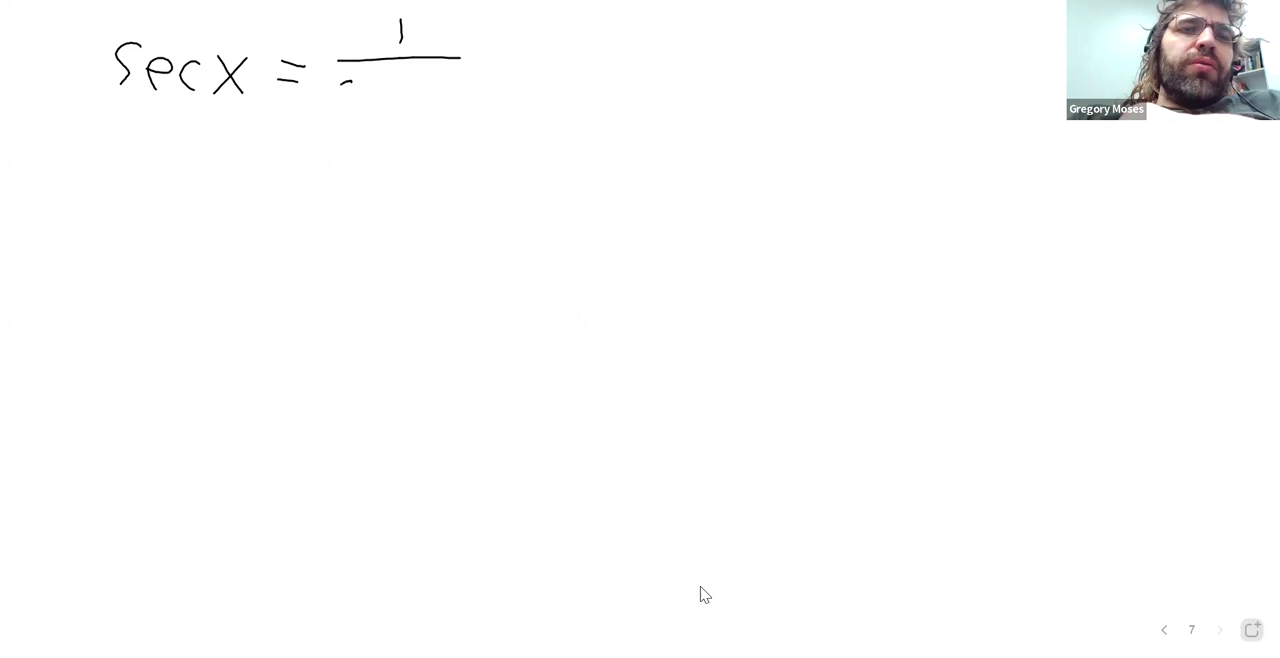 sec x = 1/
Gregory Moses
7